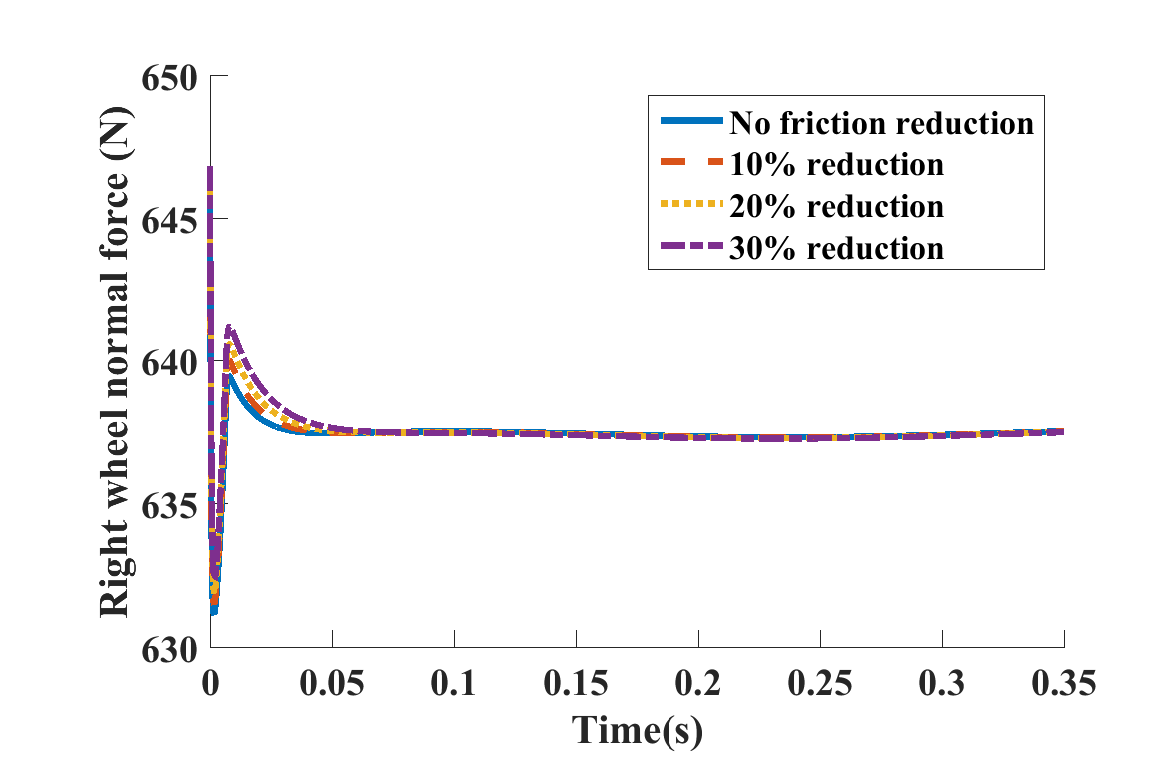 650
645
640
635
630
Right wheel normal force (N)
No friction reduction
10% reduction
20% reduction
30% reduction
0 0.05 0.1 0.15 0.2 0.25 0.3 0.35
Time(s)